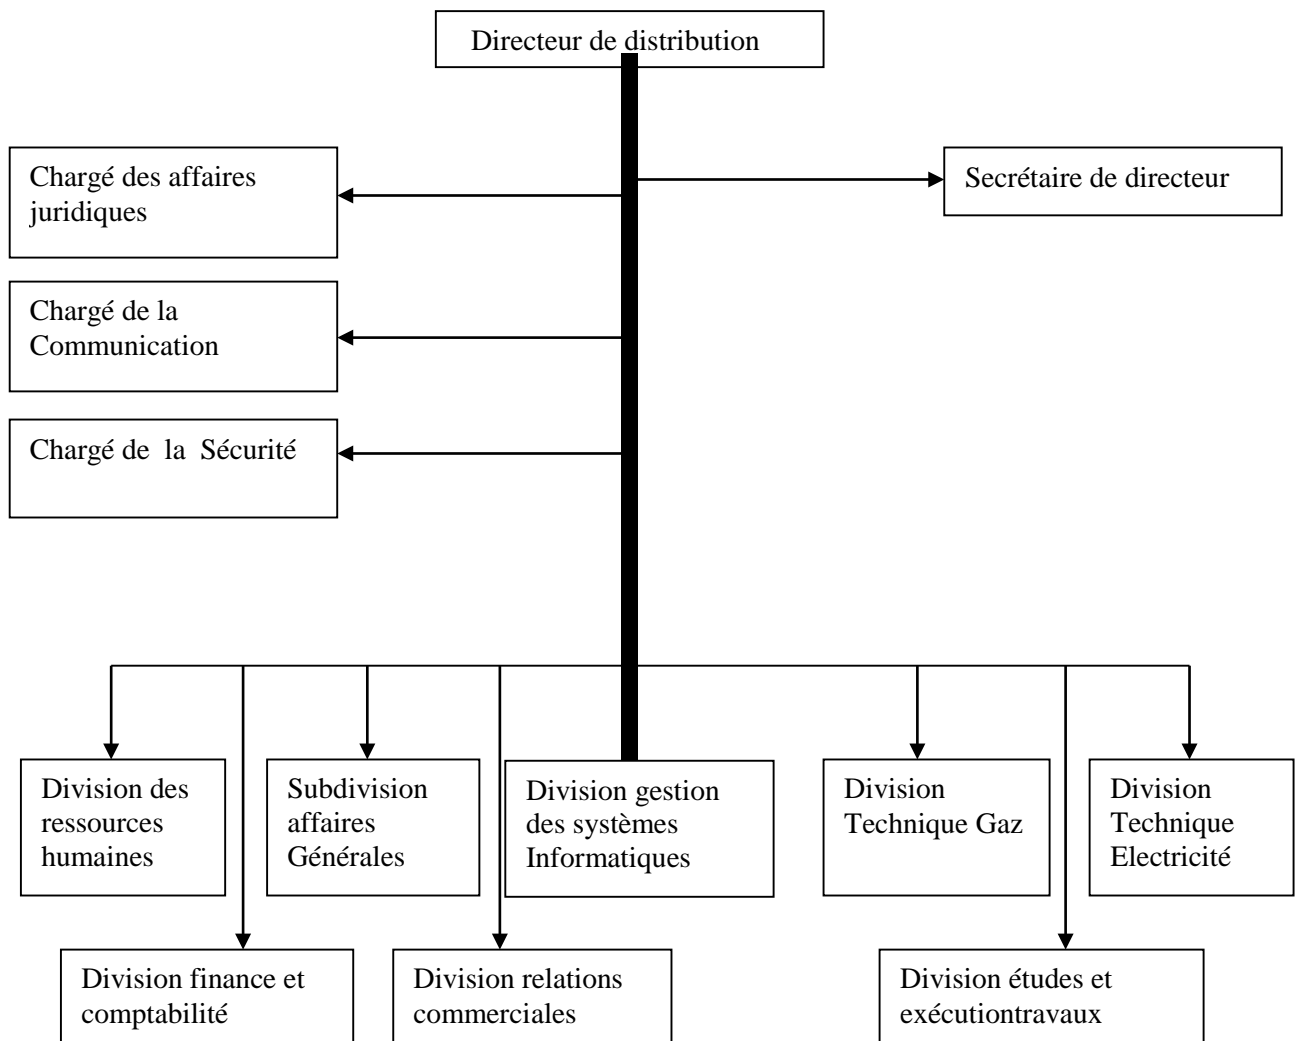 Directeur de distribution
Chargé des affaires
juridiques
Secrétaire de directeur
Chargé de la
Communication
Chargé de la Sécurité
Division des
ressources
humaines
Subdivision
affaires
Générales
Division gestion
des systèmes
Informatiques
Division
Technique Gaz
Division
Technique
Electricité
Division finance et
comptabilité
Division relations
commerciales
Division études et
exécutiontravaux